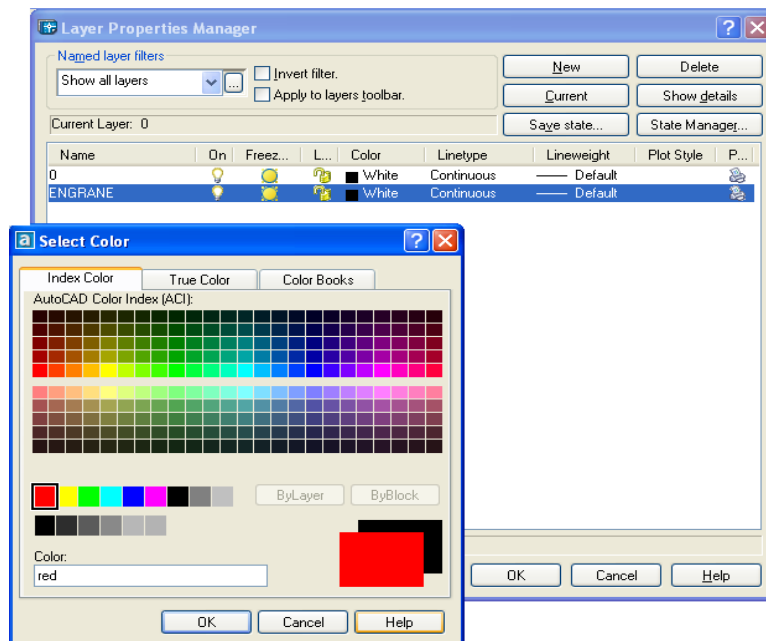 Layer Properties Manager
Named layer filters
Show all layers
...
Invert filter.
Apply to layers toolbar.
New
Delete
Current
Show details
Current Layer: 0
Save state...
State Manager...
Name On Freez... L... Color Linetype Lineweight Plot Style P...
0 White Continuous Default
ENGRANE White Continuous Default
a Select Color
Index Color
True Color
Color Books
AutoCAD Color Index (ACI):
ByLayer
ByBlock
Color:
red
OK
Cancel
Help
OK
Cancel
Help